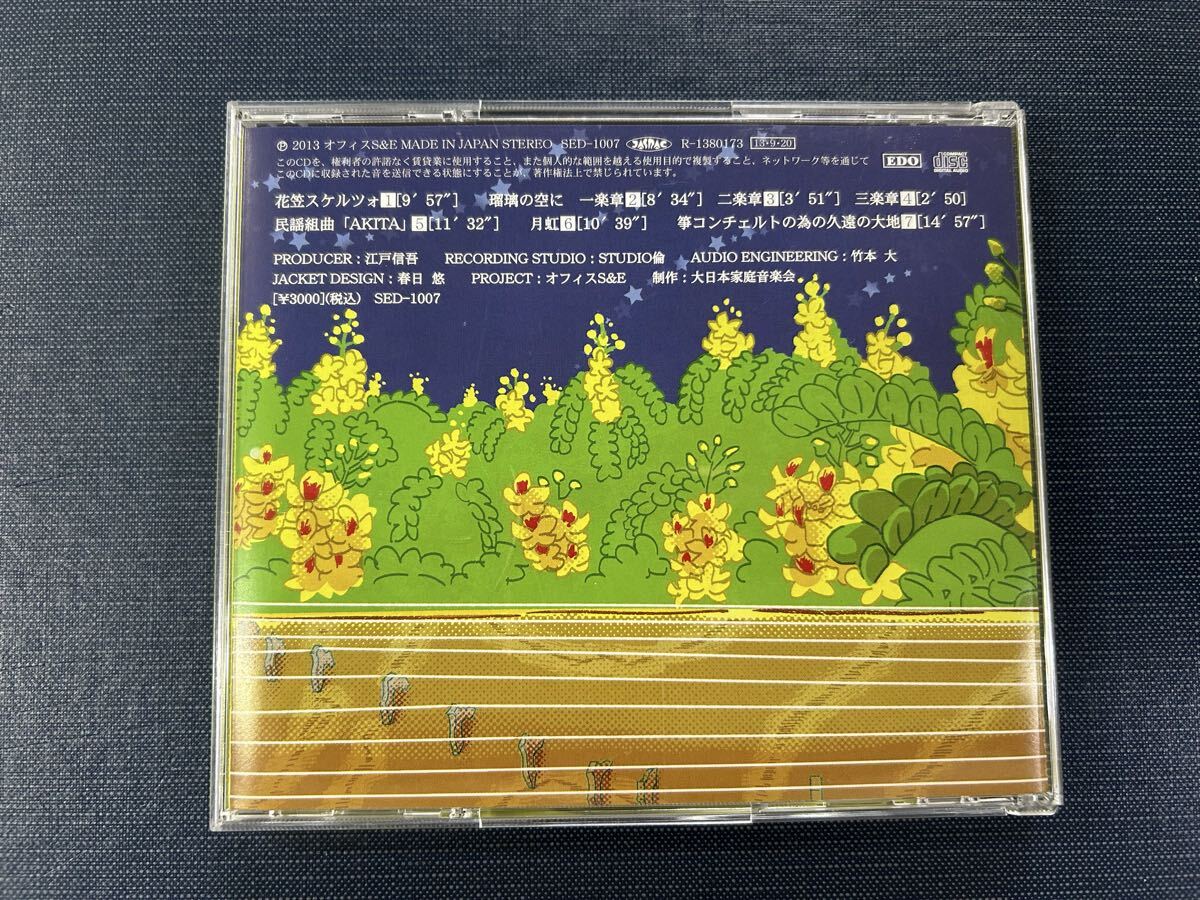 ℗ 2013 オフィスS&E MADE IN JAPAN STEREO SED-1007 JASRAC R-1380173 13・9・20
このCDを、権利者の許諾なく賃貸業に使用すること、また個人的な範囲を越える使用目的で複製すること、ネットワーク等を通じて
このCDに収録された音を送信できる状態にすることが、著作権法上で禁じられています。
EDO COMPACT disc DIGITAL AUDIO
花笠スケルツォ1[9′57″] 瑠璃の空に 一楽章2[8′34″] 二楽章3[3′51″] 三楽章4[2′50]
民謡組曲「AKITA」5[11′32″] 月虹6[10′39″] 箏コンチェルトの為の久遠の大地7[14′57″]
PRODUCER:江戸信吾 RECORDING STUDIO:STUDIO倫 AUDIO ENGINEERING:竹本 大
JACKET DESIGN:春日 悠 PROJECT:オフィスS&E 制作:大日本家庭音楽会
[¥3000](税込) SED-1007